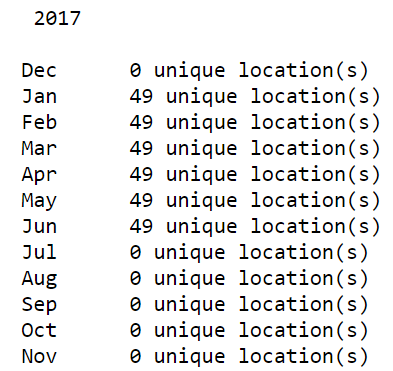 2017
Dec 0 unique location(s)
Jan 49 unique location(s)
Feb 49 unique location(s)
Mar 49 unique location(s)
Apr 49 unique location(s)
May 49 unique location(s)
Jun 49 unique location(s)
Jul 0 unique location(s)
Aug 0 unique location(s)
Sep 0 unique location(s)
Oct 0 unique location(s)
Nov 0 unique location(s)